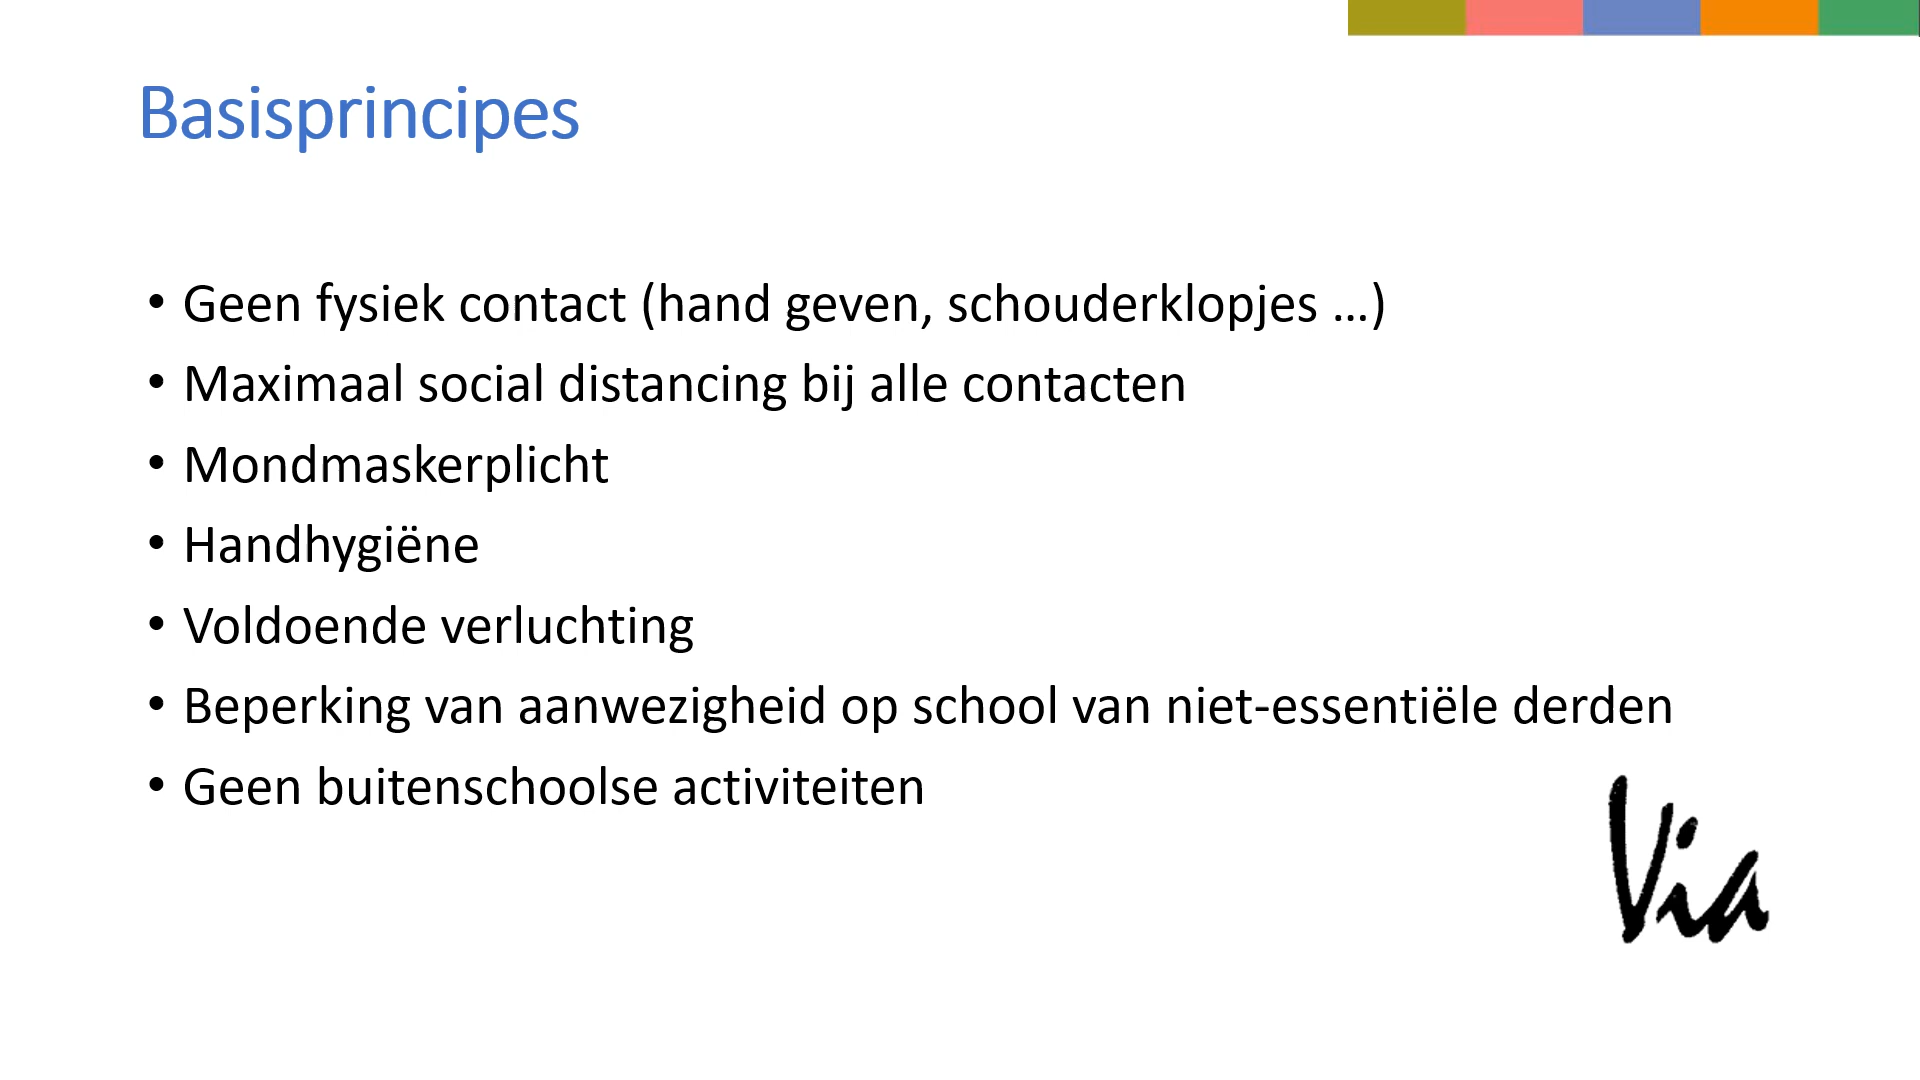 Basisprincipes
• Geen fysiek contact (hand geven, schouderklopjes …)
• Maximaal social distancing bij alle contacten
• Mondmaskerplicht
• Handhygiëne
• Voldoende verluchting
• Beperking van aanwezigheid op school van niet-essentiële derden
• Geen buitenschoolse activiteiten
Via